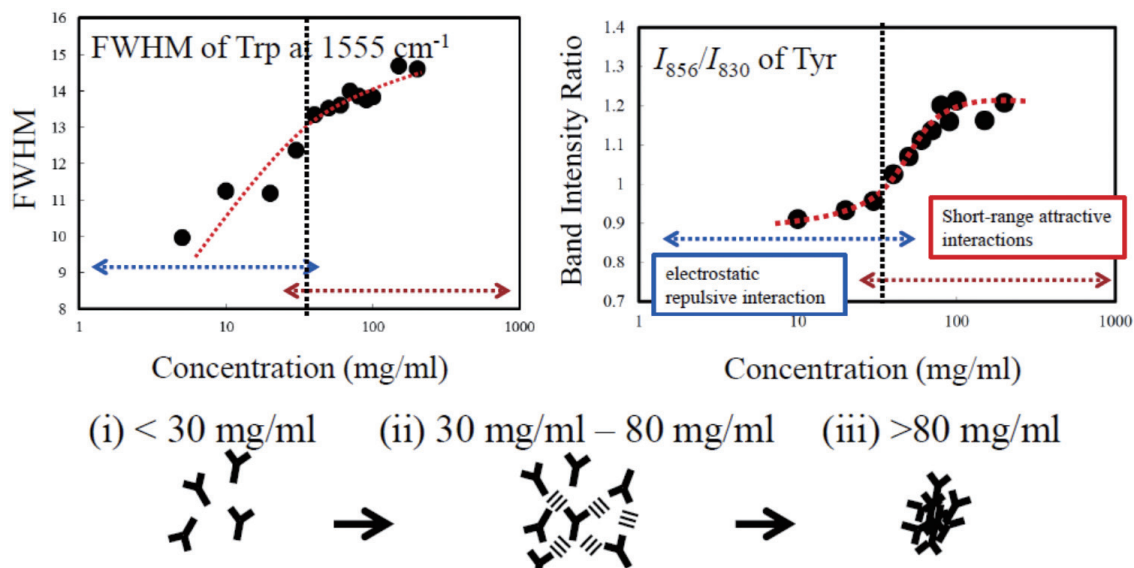 FWHM of Trp at 1555 cm⁻¹
16
15
14
13
12
11
10
9
8
FWHM
1
10
100
1000
Concentration (mg/ml)
I₈₅₆/I₈₃₀ of Tyr
1.4
1.3
1.2
1.1
1
0.9
0.8
0.7
Band Intensity Ratio
Short-range attractive
interactions
electrostatic
repulsive interaction
1
10
100
1000
Concentration (mg/ml)
(i) < 30 mg/ml
(ii) 30 mg/ml – 80 mg/ml
(iii) >80 mg/ml